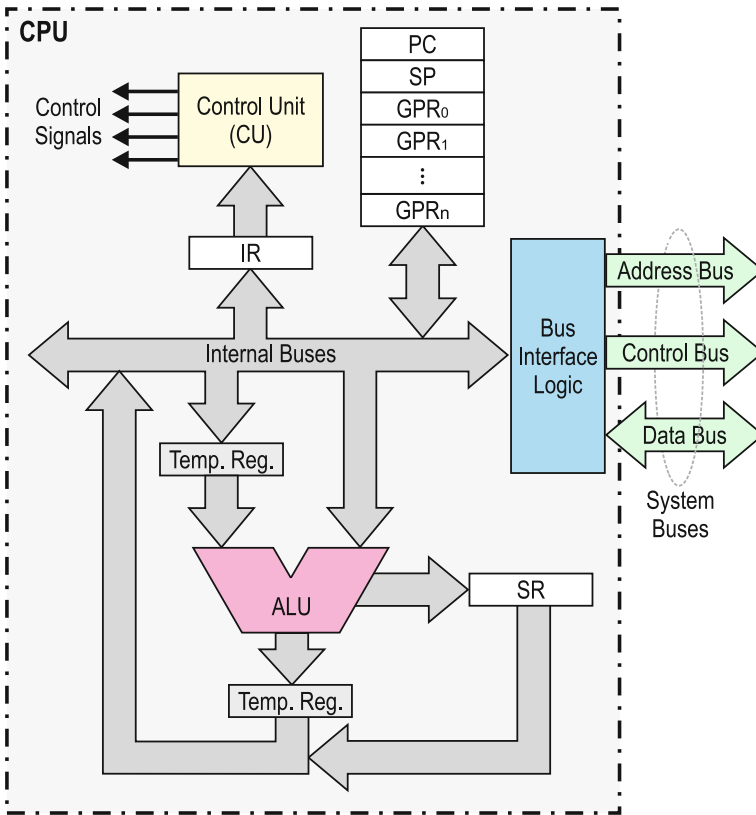 CPU
Control Unit
(CU)
Control
Signals
PC
SP
GPR0
GPR1
⋮
GPRn
IR
Internal Buses
Bus
Interface
Logic
Address Bus
Control Bus
Data Bus
System
Buses
Temp. Reg.
ALU
SR
Temp. Reg.